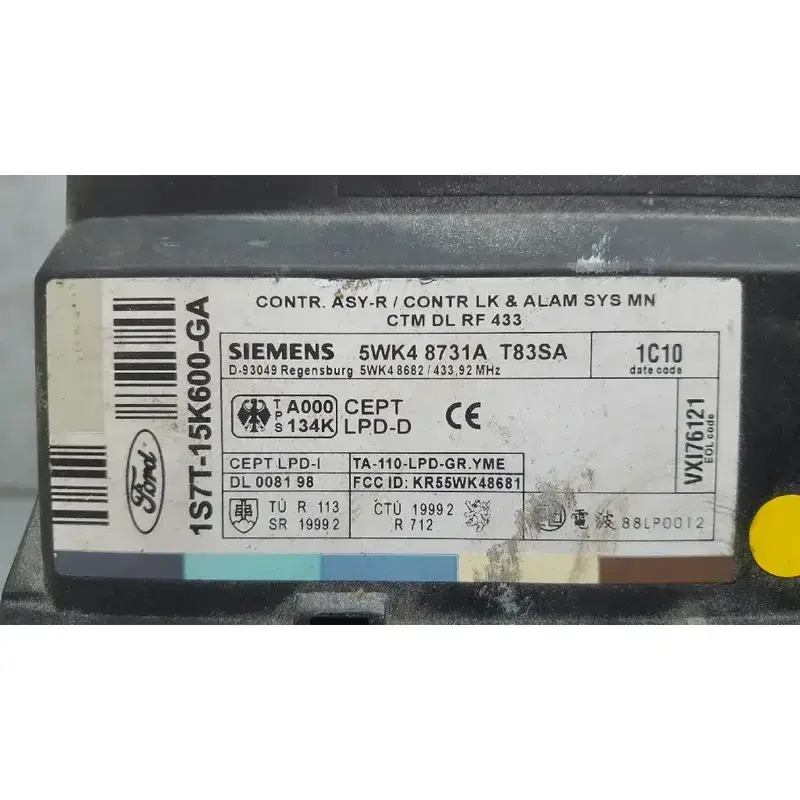 CONTR. ASY-R / CONTR LK & ALAM SYS MN
CTM DL RF 433
1S7T-15K600-GA
Ford
SIEMENS 5WK4 8731A T83SA
D-93049 Regensburg 5WK4 8682 / 433,92 MHz
1C10
date code
T P S A000 134K
CEPT
LPD-D
CE
VXI76121
EOL code
CEPT LPD-I
DL 0081 98
TA-110-LPD-GR.YME
FCC ID: KR55WK48681
TÚ R 113
SR 1999 2
ČTÚ 1999 2
R 712
電波 88LP0012